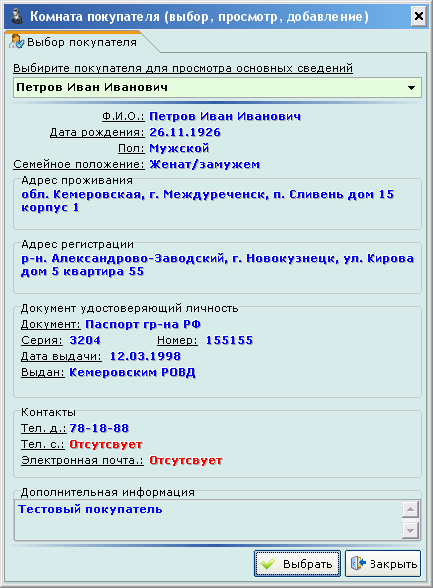 Комната покупателя (выбор, просмотр, добавление)
Выбор покупателя
Выбирите покупателя для просмотра основных сведений
Петров Иван Иванович
Ф.И.О.: Петров Иван Иванович
Дата рождения: 26.11.1926
Пол: Мужской
Семейное положение: Женат/замужем
Адрес проживания
обл. Кемеровская, г. Междуреченск, п. Сливень дом 15
корпус 1
Адрес регистрации
р-н. Александрово-Заводский, г. Новокузнецк, ул. Кирова
дом 5 квартира 55
Документ удостоверяющий личность
Документ: Паспорт гр-на РФ
Серия: 3204 Номер: 155155
Дата выдачи: 12.03.1998
Выдан: Кемеровским РОВД
Контакты
Тел. д.: 78-18-88
Тел. с.: Отсутсвует
Электронная почта.: Отсутсвует
Дополнительная информация
Тестовый покупатель
Выбрать Закрыть